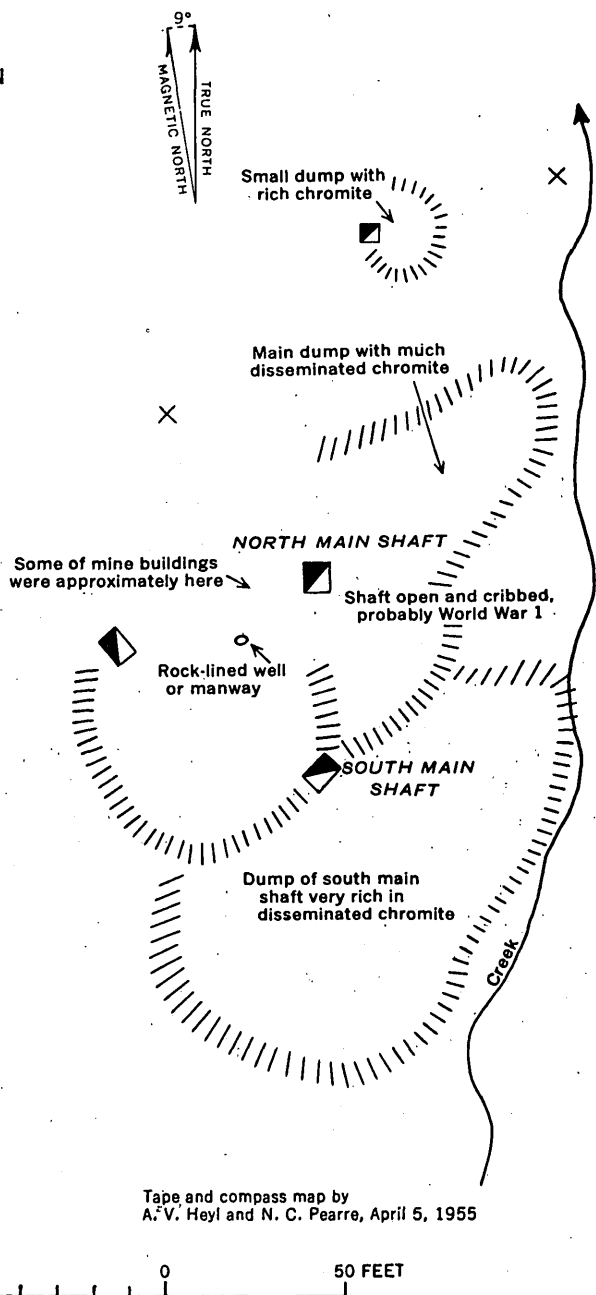 9°
MAGNETIC NORTH
TRUE NORTH
Small dump with
rich chromite
Main dump with much
disseminated chromite
NORTH MAIN SHAFT
Some of mine buildings
were approximately here
Shaft open and cribbed,
probably World War 1
Rock-lined well
or manway
SOUTH MAIN
SHAFT
Dump of south main
shaft very rich in
disseminated chromite
Creek
Tape and compass map by
A. V. Heyl and N. C. Pearre, April 5, 1955
0 50 FEET